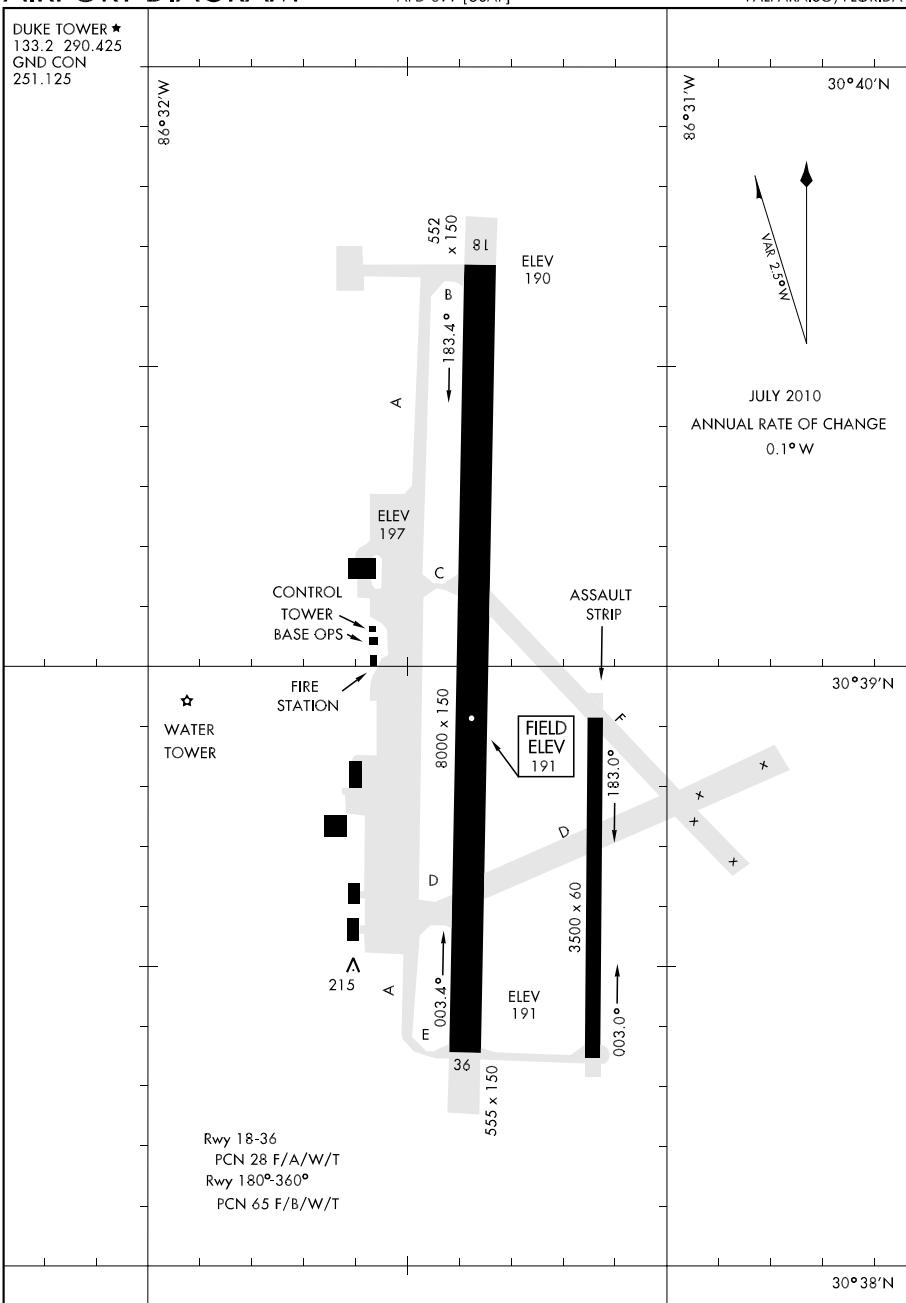 AIRPORT DIAGRAM
VALPARAISO, FLORIDA
DUKE TOWER ★
133.2 290.425
GND CON
251.125
86°32'W
86°31'W
30°40'N
VAR 2.5°W
JULY 2010
ANNUAL RATE OF CHANGE
0.1°W
552
x 150
18
ELEV
190
B
183.4°
A
ELEV
197
C
CONTROL
TOWER
BASE OPS
FIRE
STATION
ASSAULT
STRIP
30°39'N
WATER
TOWER
8000 x 150
FIELD
ELEV
191
F
183.0°
x
x
x
x
D
D
3500 x 60
215
A
003.4°
ELEV
191
003.0°
E
36
555 x 150
Rwy 18-36
PCN 28 F/A/W/T
Rwy 180°-360°
PCN 65 F/B/W/T
30°38'N